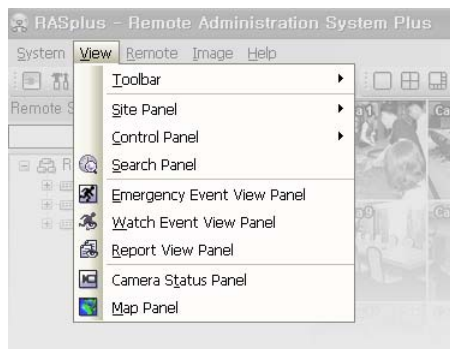 RASplus - Remote Administration System Plus
System View Remote Image Help
Toolbar
Remote S
Site Panel
Control Panel
Search Panel
Emergency Event View Panel
Watch Event View Panel
Report View Panel
Camera Status Panel
Map Panel